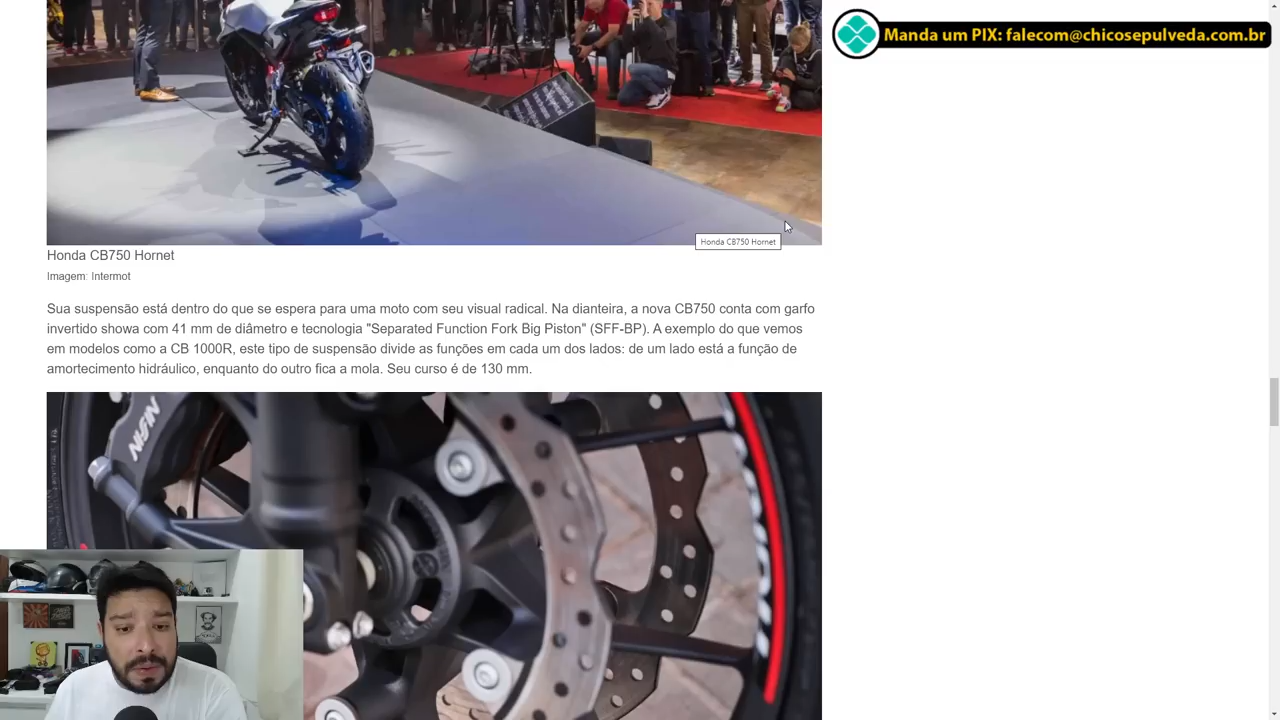 Manda um PIX: falecom@chicosepulveda.com.br
Honda CB750 Hornet
Honda CB750 Hornet
Imagem: Intermot
Sua suspensão está dentro do que se espera para uma moto com seu visual radical. Na dianteira, a nova CB750 conta com garfo
invertido showa com 41 mm de diâmetro e tecnologia "Separated Function Fork Big Piston" (SFF-BP). A exemplo do que vemos
em modelos como a CB 1000R, este tipo de suspensão divide as funções em cada um dos lados: de um lado está a função de
amortecimento hidráulico, enquanto do outro fica a mola. Seu curso é de 130 mm.
NISSIN